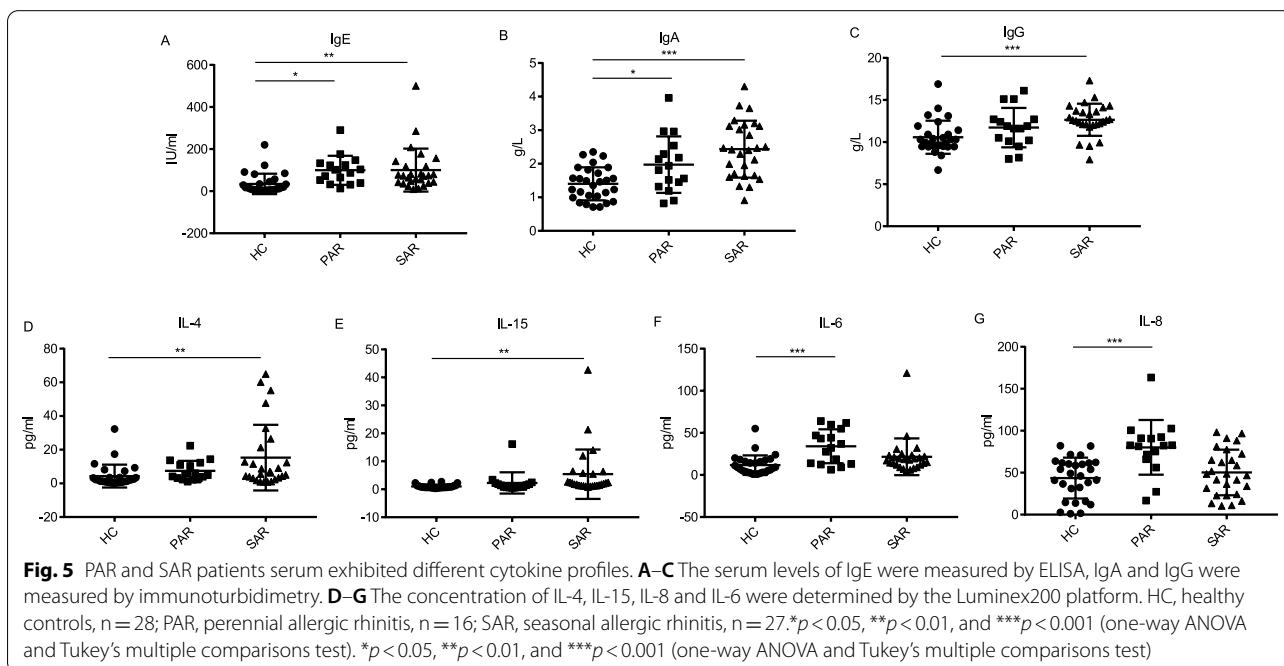 A
IgE
**
*
600
400
200
0
-200
IU/ml
HC
PAR
SAR
B
IgA
***
*
5
4
3
2
1
0
g/L
HC
PAR
SAR
C
IgG
***
20
15
10
5
0
g/L
HC
PAR
SAR
D
IL-4
**
80
60
40
20
0
-20
pg/ml
HC
PAR
SAR
E
IL-15
**
50
40
30
20
10
0
-10
pg/ml
HC
PAR
SAR
F
IL-6
***
150
100
50
0
-50
pg/ml
HC
PAR
SAR
G
IL-8
***
200
150
100
50
0
pg/ml
HC
PAR
SAR
Fig. 5 PAR and SAR patients serum exhibited different cytokine profiles. A–C The serum levels of IgE were measured by ELISA, IgA and IgG were
measured by immunoturbidimetry. D–G The concentration of IL-4, IL-15, IL-8 and IL-6 were determined by the Luminex200 platform. HC, healthy
controls, n = 28; PAR, perennial allergic rhinitis, n = 16; SAR, seasonal allergic rhinitis, n = 27.*p < 0.05, **p < 0.01, and ***p < 0.001 (one-way ANOVA
and Tukey's multiple comparisons test). *p < 0.05, **p < 0.01, and ***p < 0.001 (one-way ANOVA and Tukey's multiple comparisons test)